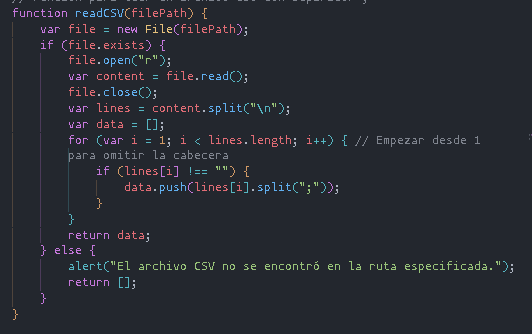 function readCSV(filePath) {
    var file = new File(filePath);
    if (file.exists) {
        file.open("r");
        var content = file.read();
        file.close();
        var lines = content.split("\n");
        var data = [];
        for (var i = 1; i < lines.length; i++) { // Empezar desde 1
        para omitir la cabecera
            if (lines[i] !== "") {
                data.push(lines[i].split(";"));
            }
        }
        return data;
    } else {
        alert("El archivo CSV no se encontró en la ruta especificada.");
        return [];
    }
}